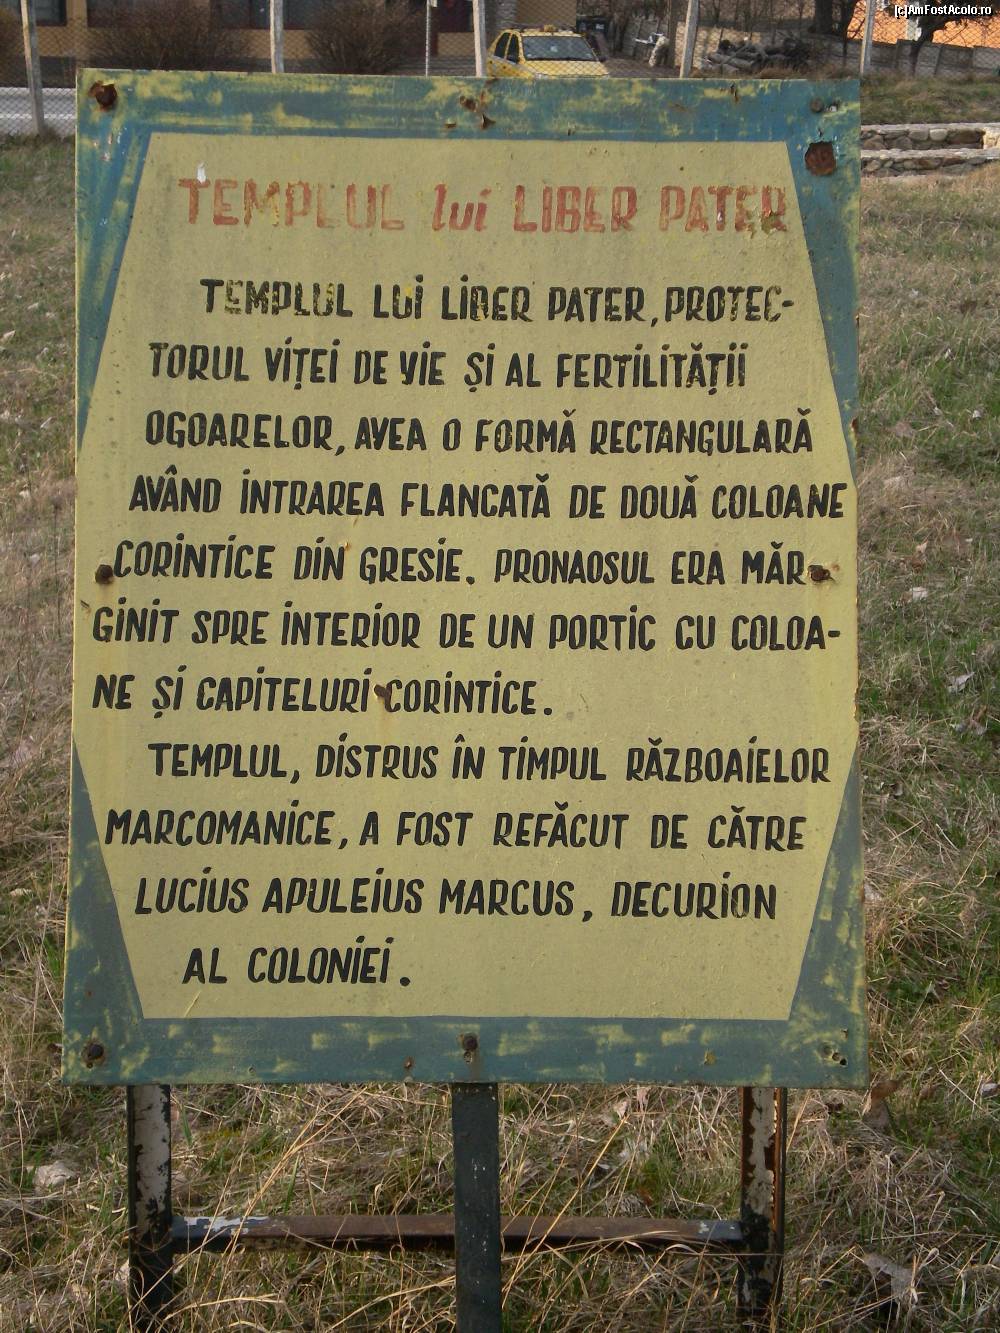 (c)AmFostAcolo.ro
TEMPLUL lui LIBER PATER
TEMPLUL LUI LIBER PATER, PROTEC-
TORUL VIȚEI DE VIE ȘI AL FERTILITĂȚII
OGOARELOR, AVEA O FORMĂ RECTANGULARĂ
AVÂND INTRAREA FLANCATĂ DE DOUĂ COLOANE
CORINTICE DIN GRESIE. PRONAOSUL ERA MĂR
GINIT SPRE INTERIOR DE UN PORTIC CU COLOA-
NE ȘI CAPITELURI CORINTICE.
TEMPLUL, DISTRUS ÎN TIMPUL RĂZBOAIELOR
MARCOMANICE, A FOST REFĂCUT DE CĂTRE
LUCIUS APULEIUS MARCUS, DECURION
AL COLONIEI.